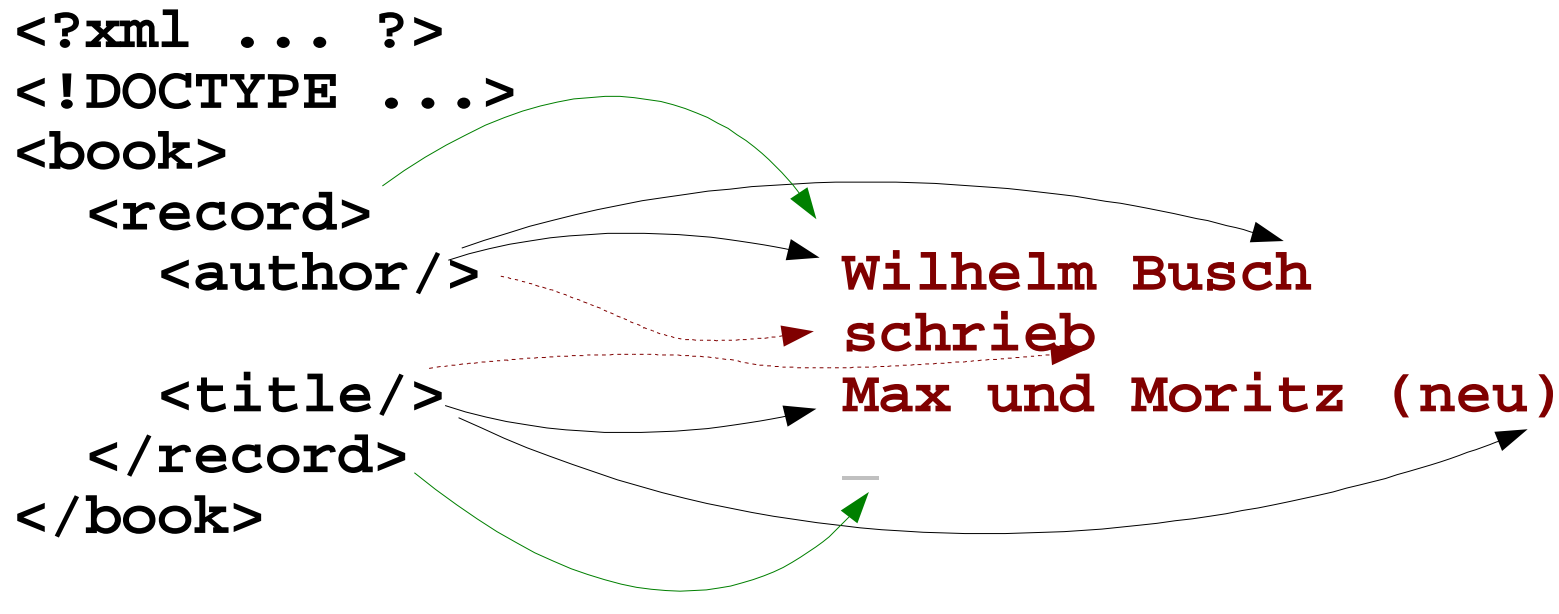 <?xml ... ?>
<!DOCTYPE ...>
<book>
<record>
<author/> Wilhelm Busch
schrieb
<title/> Max und Moritz (neu)
</record> _
</book>